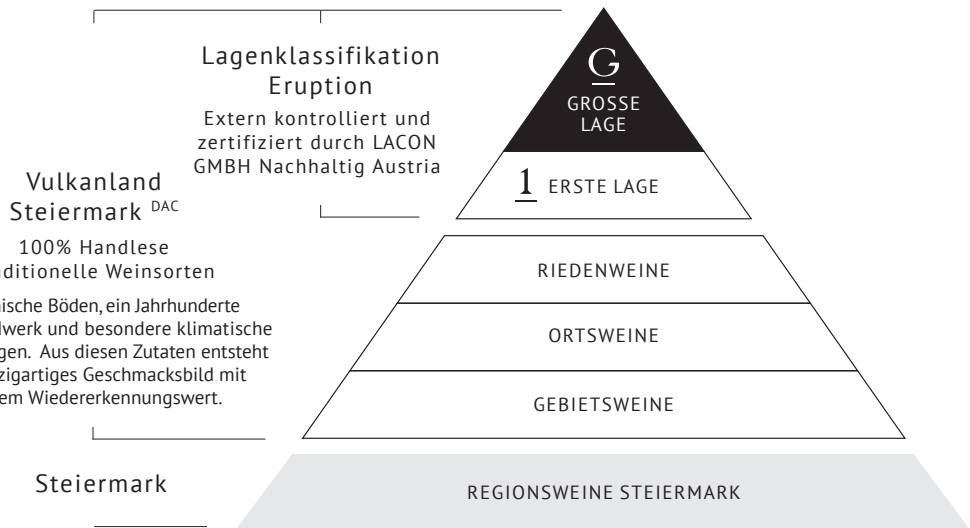 Lagenklassifikation
Eruption
Extern kontrolliert und
zertifiziert durch LACON
GMBH Nachhaltig Austria
G
GROSSE
LAGE
1 ERSTE LAGE
Vulkanland
Steiermark DAC
100% Handlese
Weinsorten
Böden, ein Jahrhunderte
und besondere klimatische
Aus diesen Zutaten entsteht
Geschmacksbild mit
Wiedererkennungswert.
RIEDENWEINE
ORTSWEINE
GEBIETSWEINE
Steiermark
REGIONSWEINE STEIERMARK